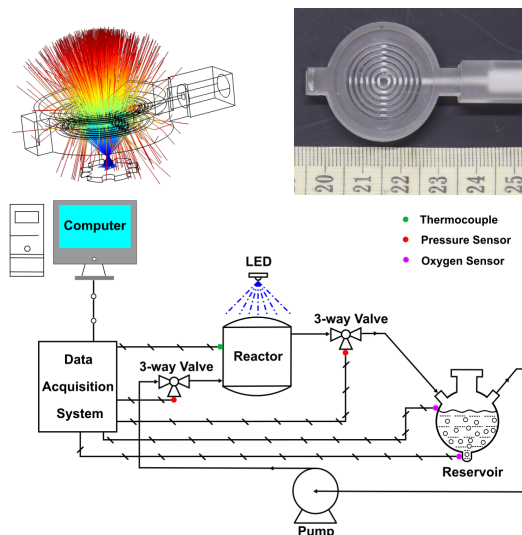 20 21 22 23 24 25
Computer
Thermocouple
Pressure Sensor
Oxygen Sensor
LED
3-way Valve
Data
Acquisition
System
3-way Valve
Reactor
Reservoir
Pump